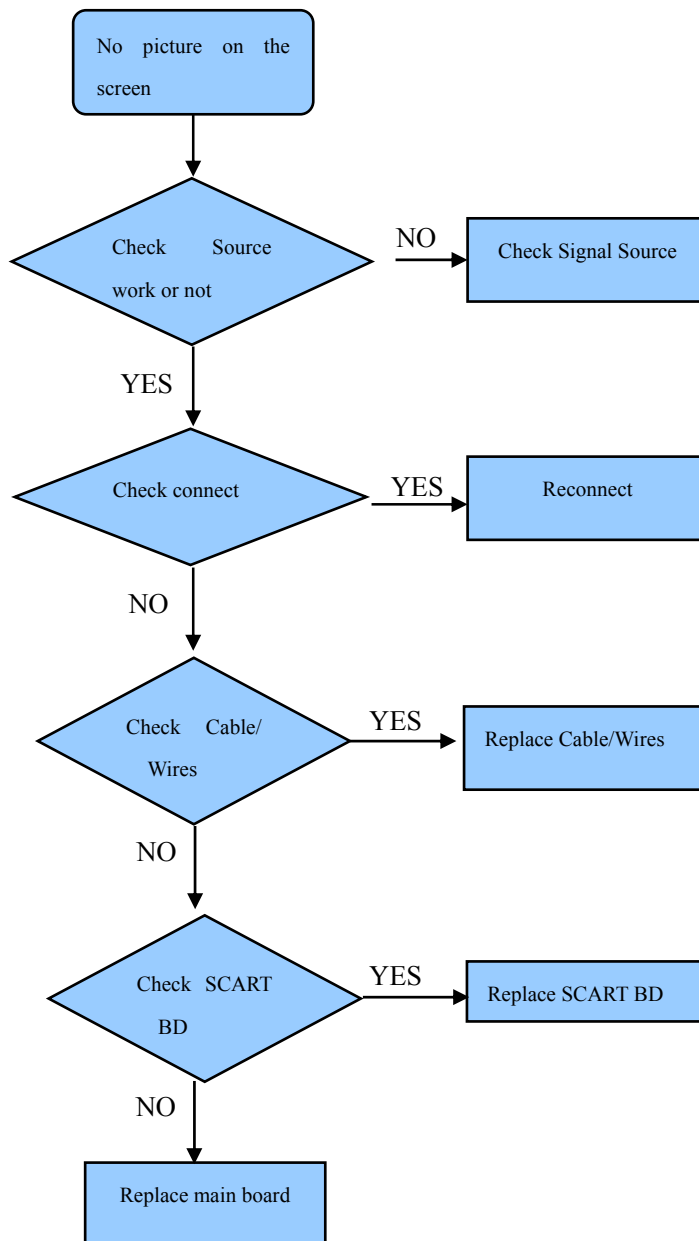 No picture on the
screen
Check Source
work or not
NO
Check Signal Source
YES
Check connect
YES
Reconnect
NO
Check Cable/
Wires
YES
Replace Cable/Wires
NO
Check SCART
BD
YES
Replace SCART BD
NO
Replace main board